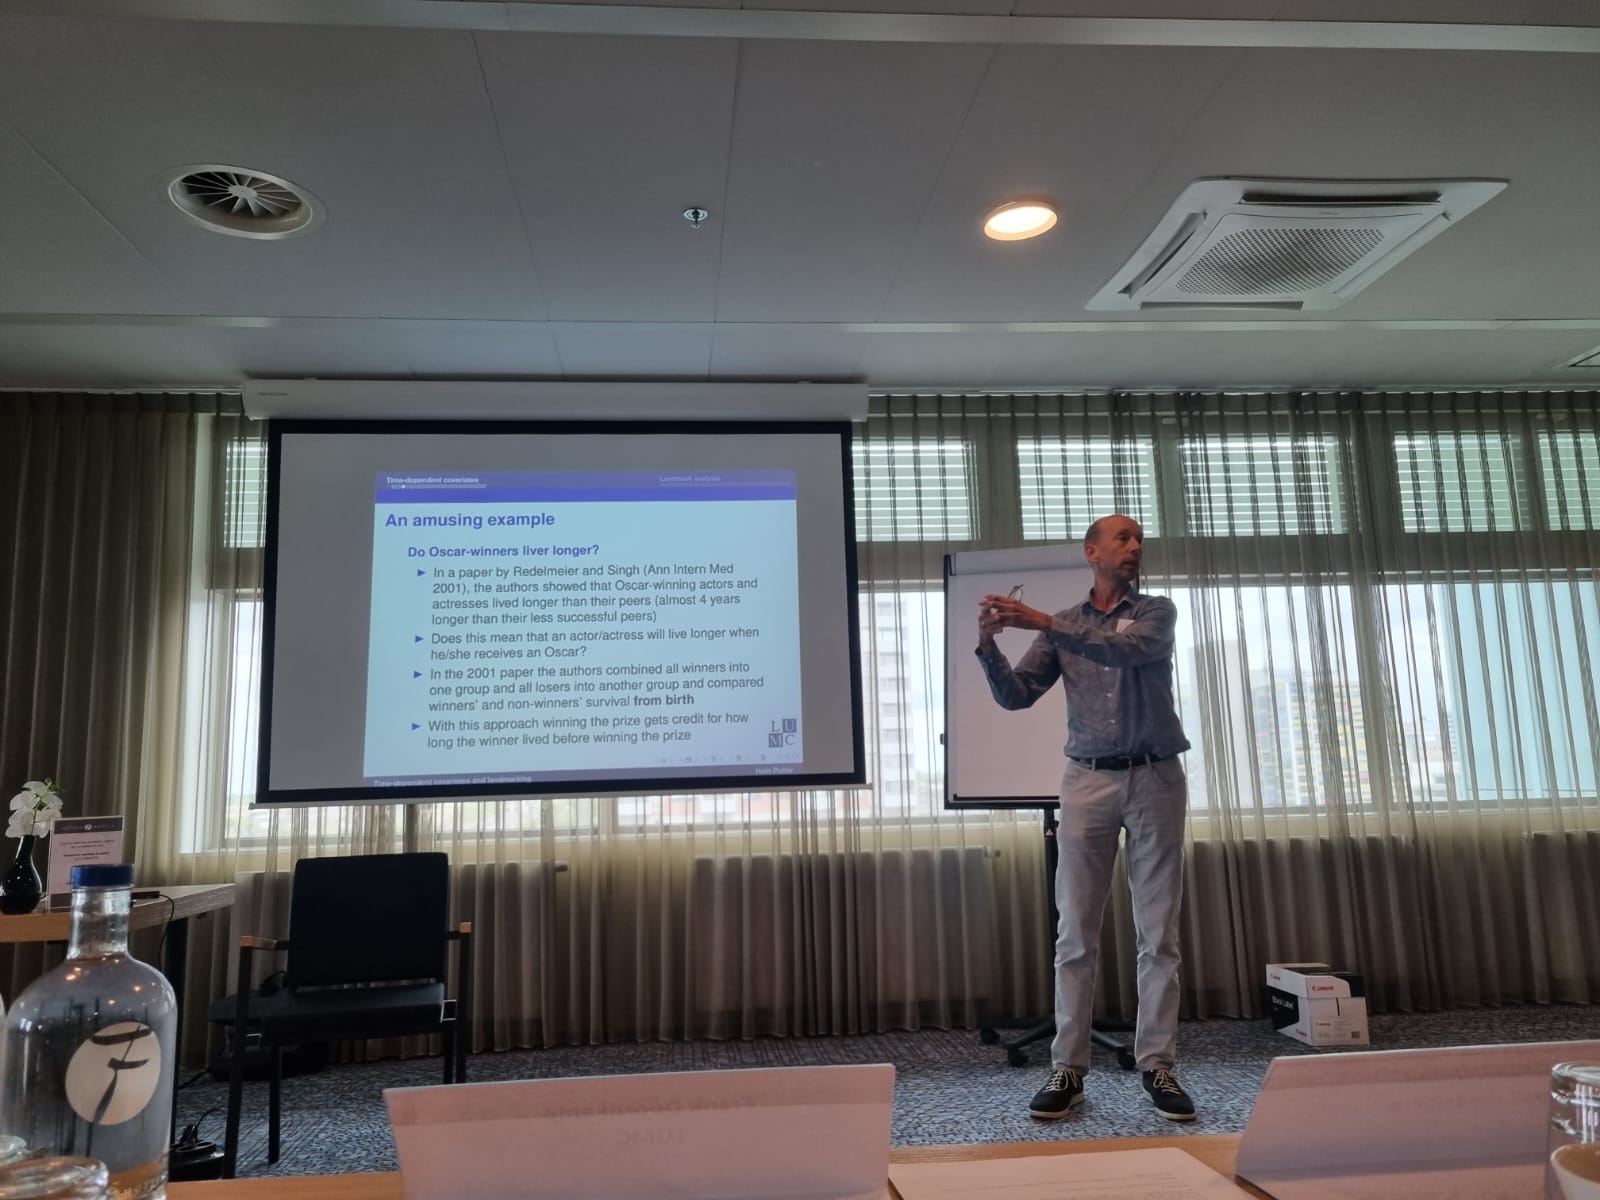 Time-dependent covariates
Landmark analysis
An amusing example
Do Oscar-winners liver longer?
► In a paper by Redelmeier and Singh (Ann Intern Med
2001), the authors showed that Oscar-winning actors and
actresses lived longer than their peers (almost 4 years
longer than their less successful peers)
► Does this mean that an actor/actress will live longer when
he/she receives an Oscar?
► In the 2001 paper the authors combined all winners into
one group and all losers into another group and compared
winners' and non-winners' survival from birth
► With this approach winning the prize gets credit for how
long the winner lived before winning the prize
L U
M C
Time-dependent covariates and landmarking
Hein Putter
Canon
Black Label
Canon
LUMC